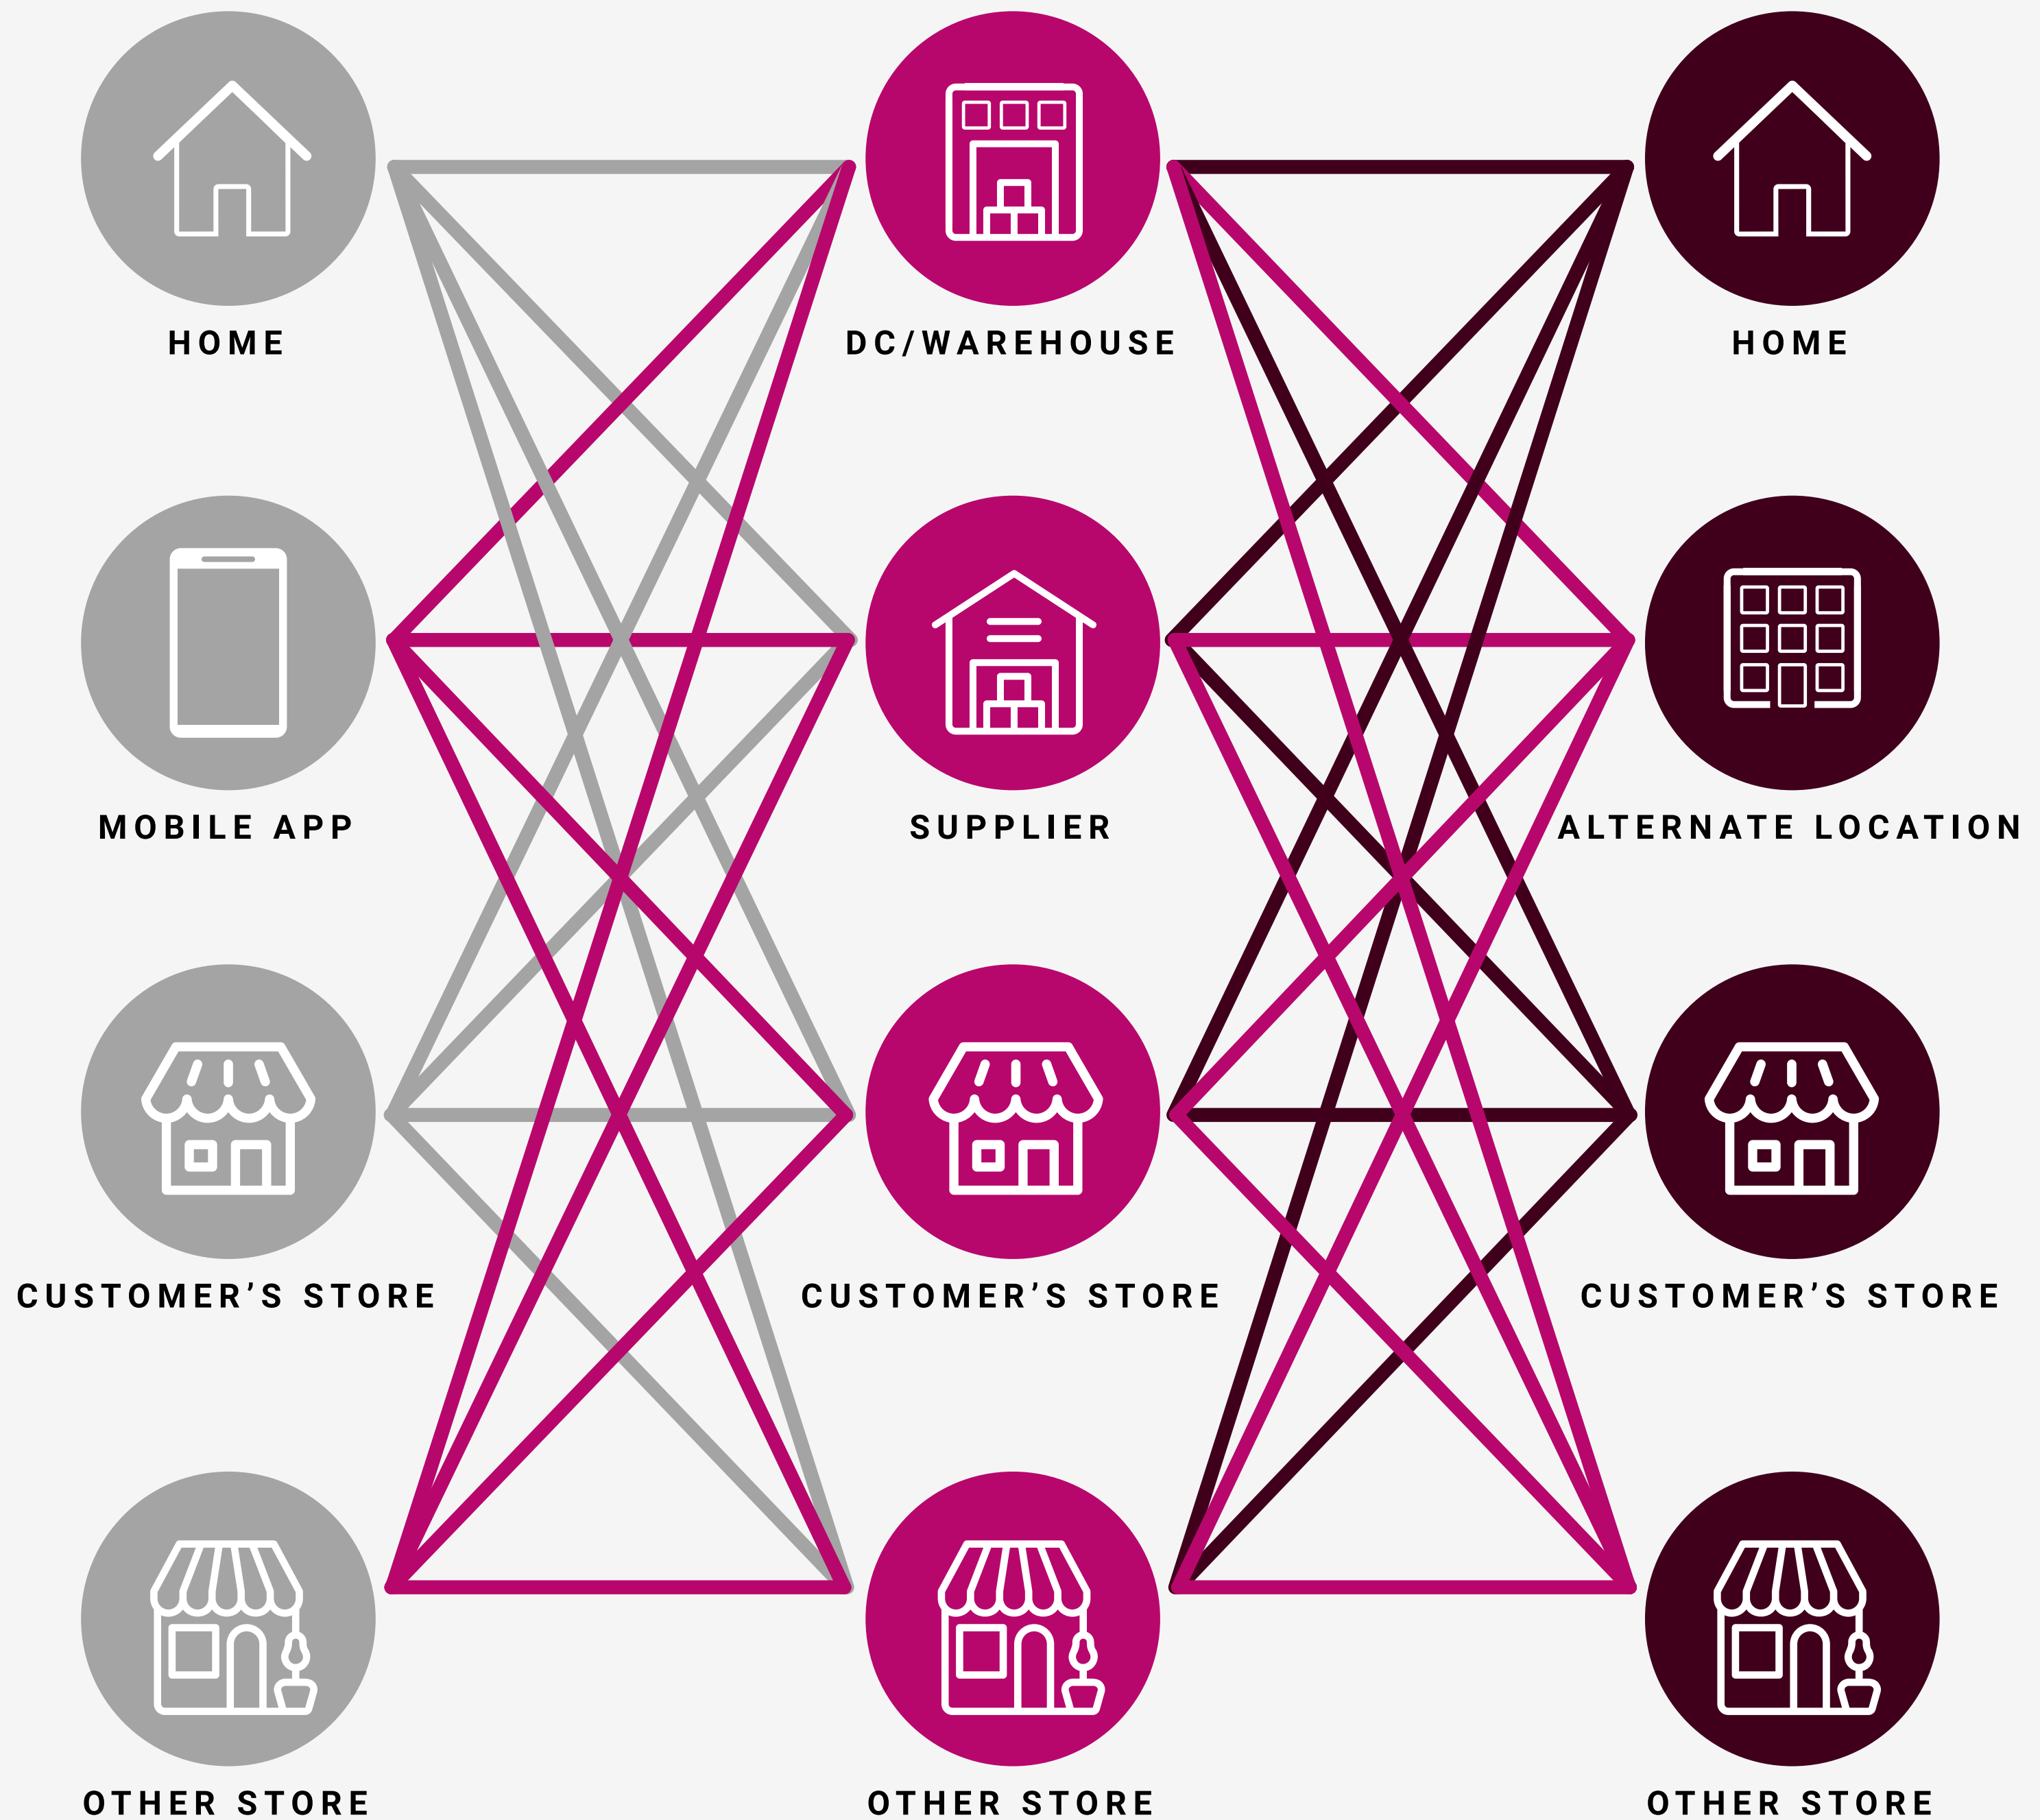 HOME
DC/WAREHOUSE
HOME
MOBILE APP
SUPPLIER
ALTERNATE LOCATION
CUSTOMER’S STORE
CUSTOMER’S STORE
CUSTOMER’S STORE
OTHER STORE
OTHER STORE
OTHER STORE